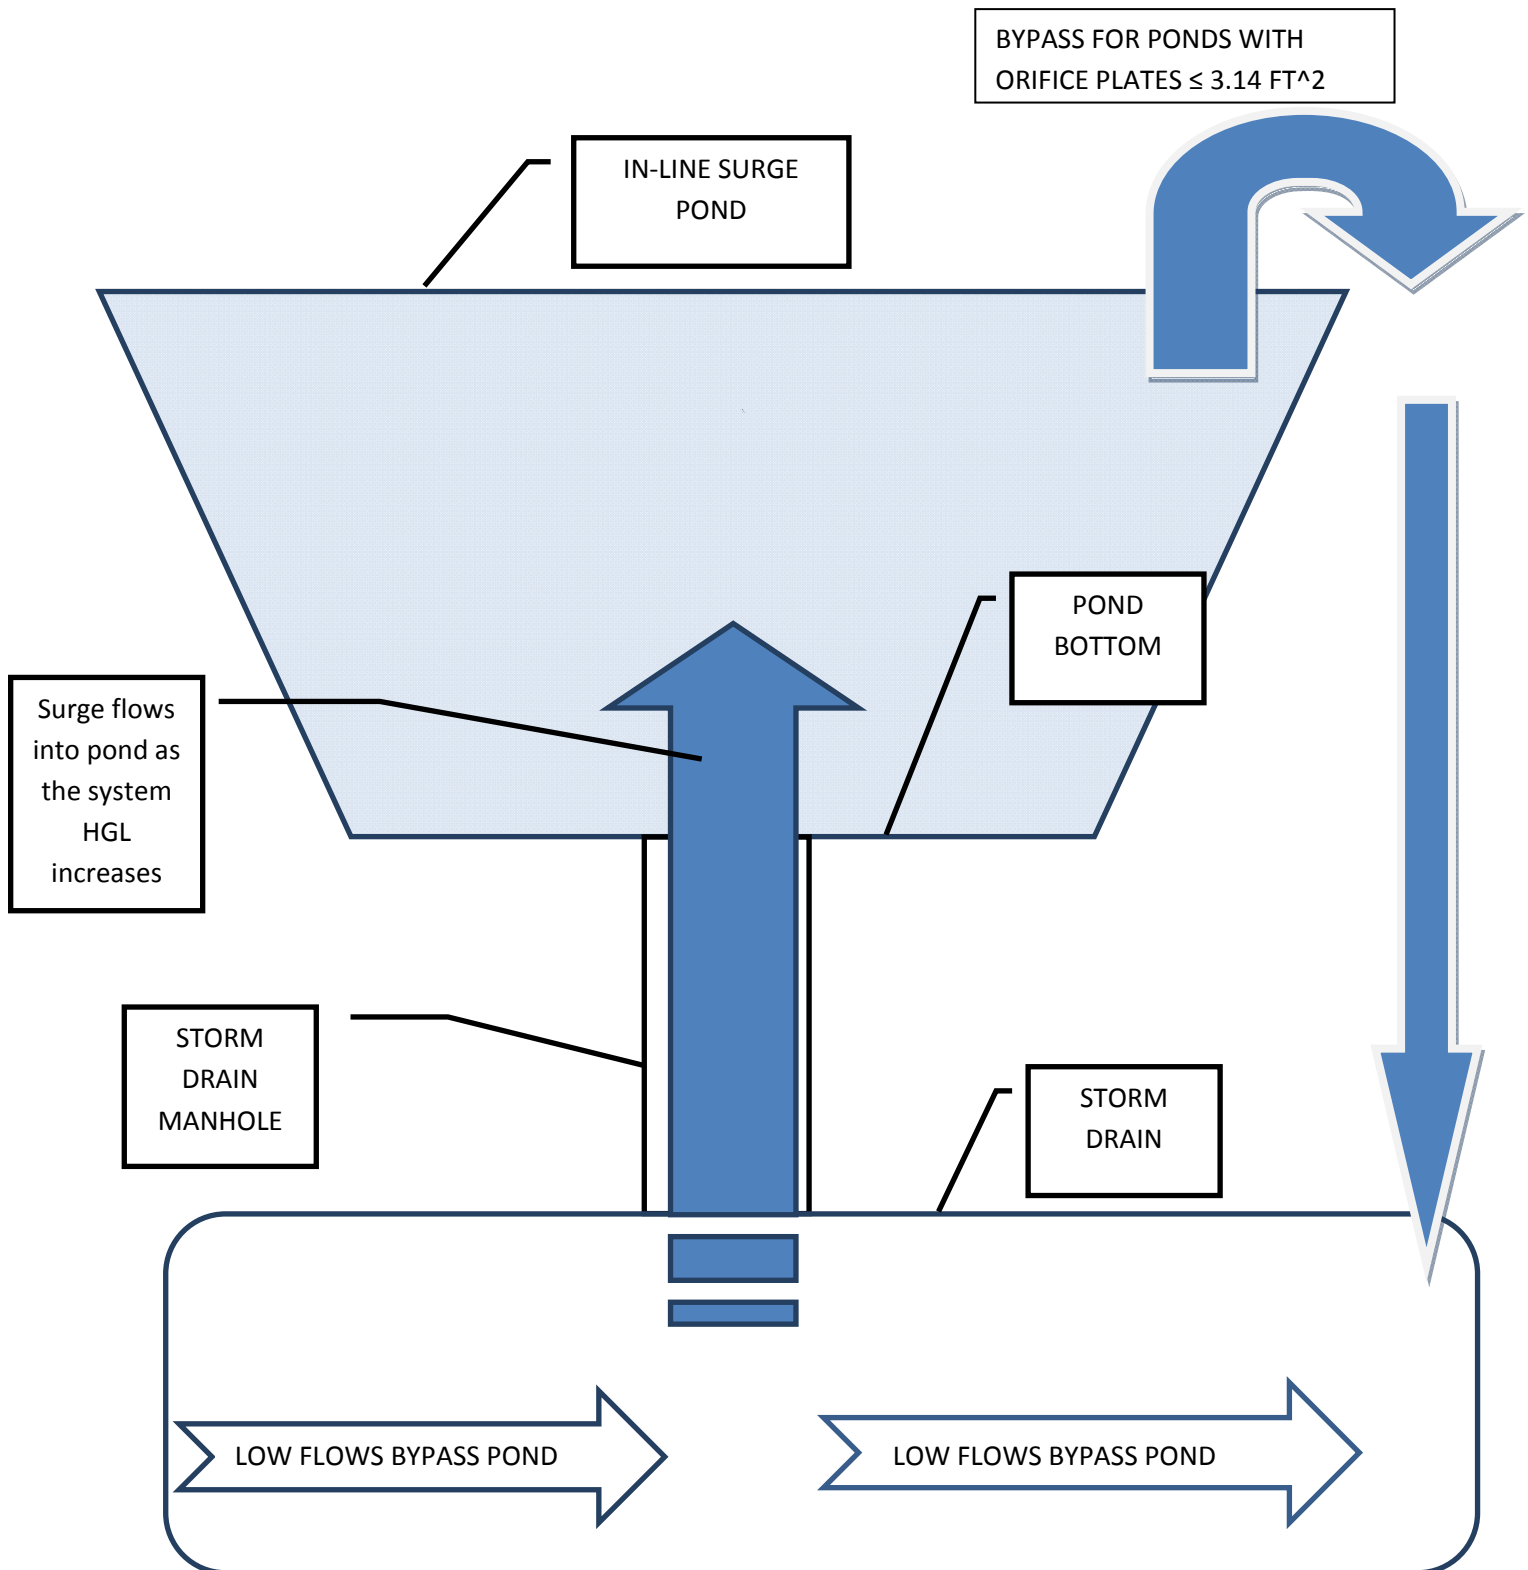 BYPASS FOR PONDS WITH
ORIFICE PLATES ≤ 3.14 FT^2
IN-LINE SURGE
POND
POND
BOTTOM
Surge flows
into pond as
the system
HGL
increases
STORM
DRAIN
MANHOLE
STORM
DRAIN
LOW FLOWS BYPASS POND
LOW FLOWS BYPASS POND